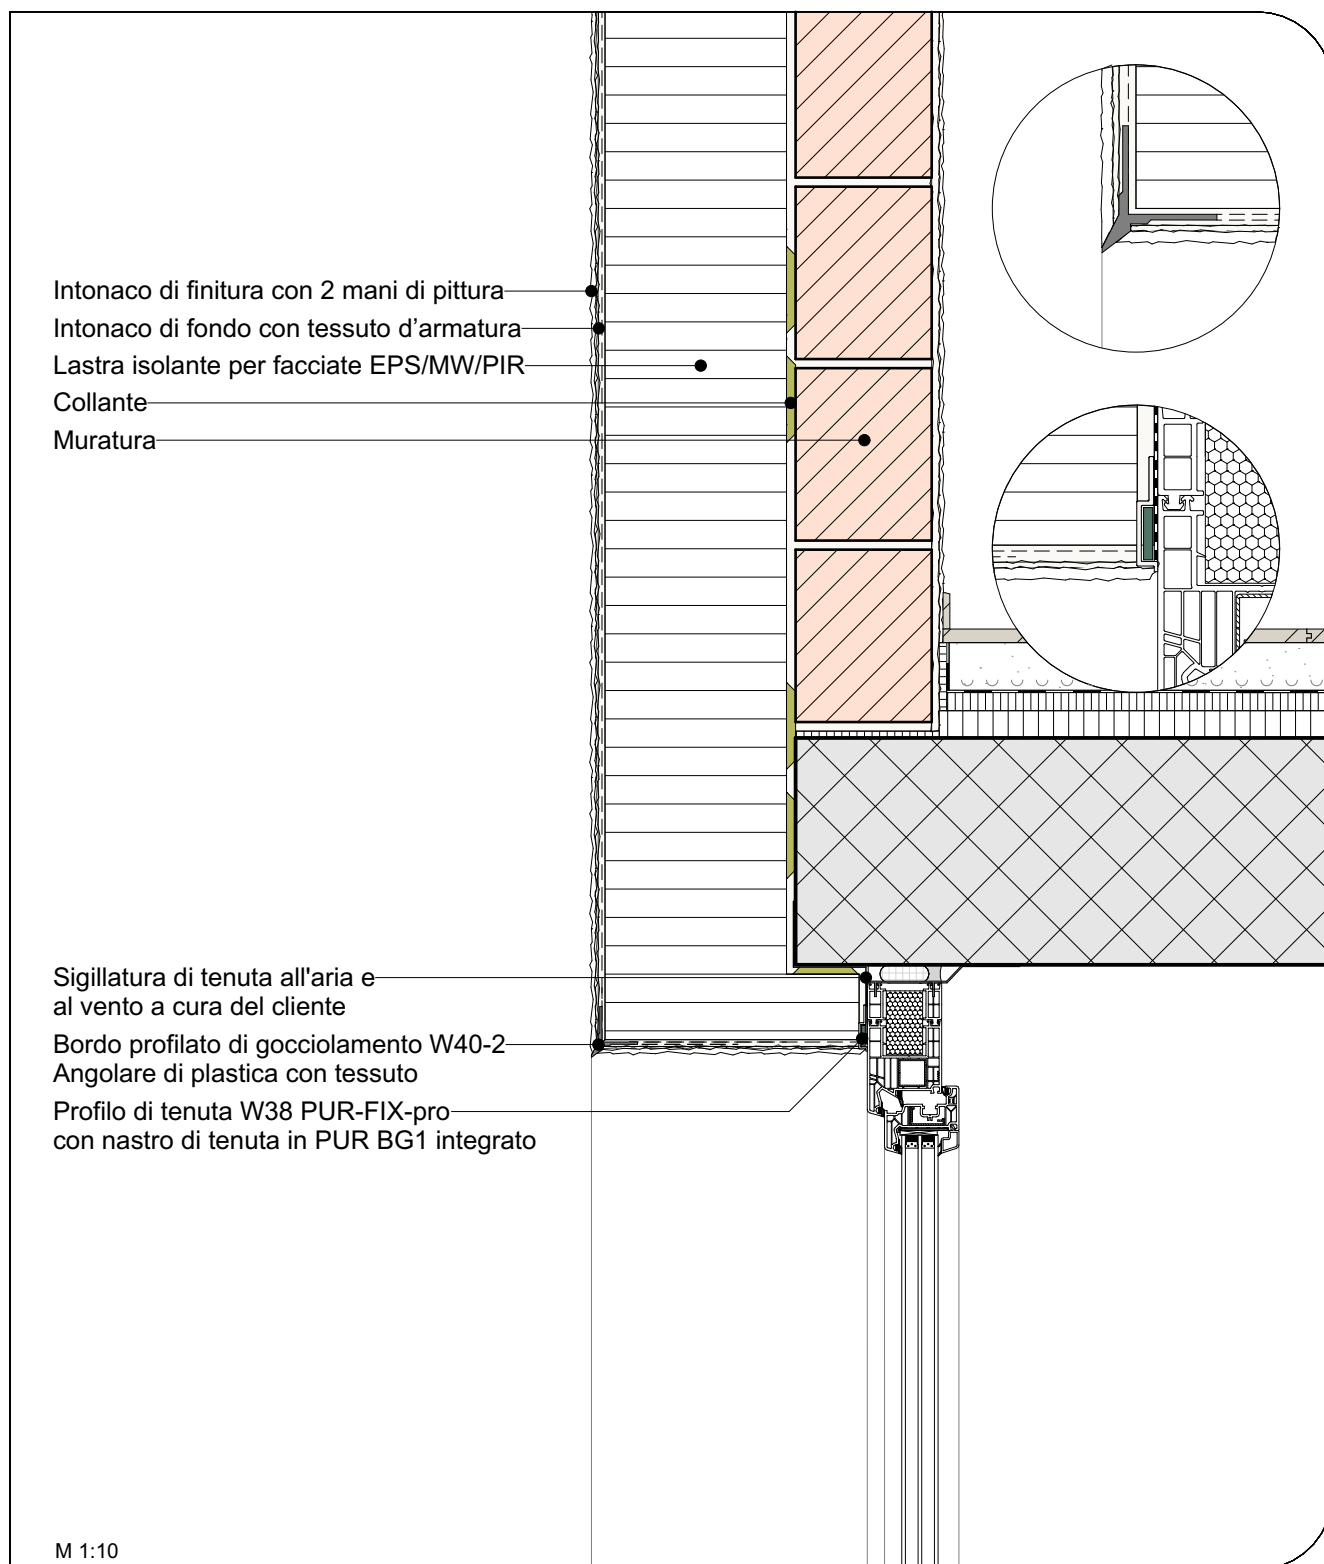 Intonaco di finitura con 2 mani di pittura
Intonaco di fondo con tessuto d’armatura
Lastra isolante per facciate EPS/MW/PIR
Collante
Muratura
Sigillatura di tenuta all'aria e
al vento a cura del cliente
Bordo profilato di gocciolamento W40-2
Angolare di plastica con tessuto
Profilo di tenuta W38 PUR-FIX-pro
con nastro di tenuta in PUR BG1 integrato
M 1:10